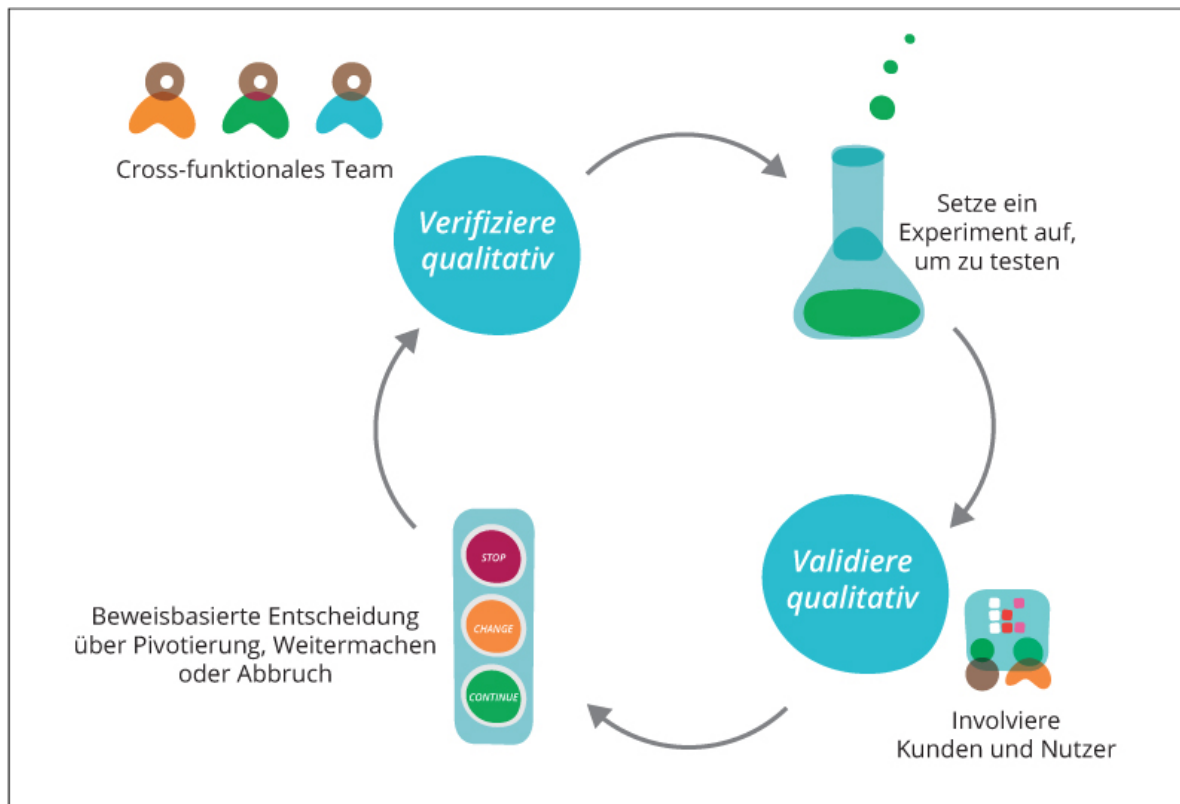 Cross-funktionales Team
Verifiziere
qualitativ
Setze ein
Experiment auf,
um zu testen
Validiere
qualitativ
Involviere
Kunden und Nutzer
STOP
CHANGE
CONTINUE
Beweisbasierte Entscheidung
über Pivotierung, Weitermachen
oder Abbruch